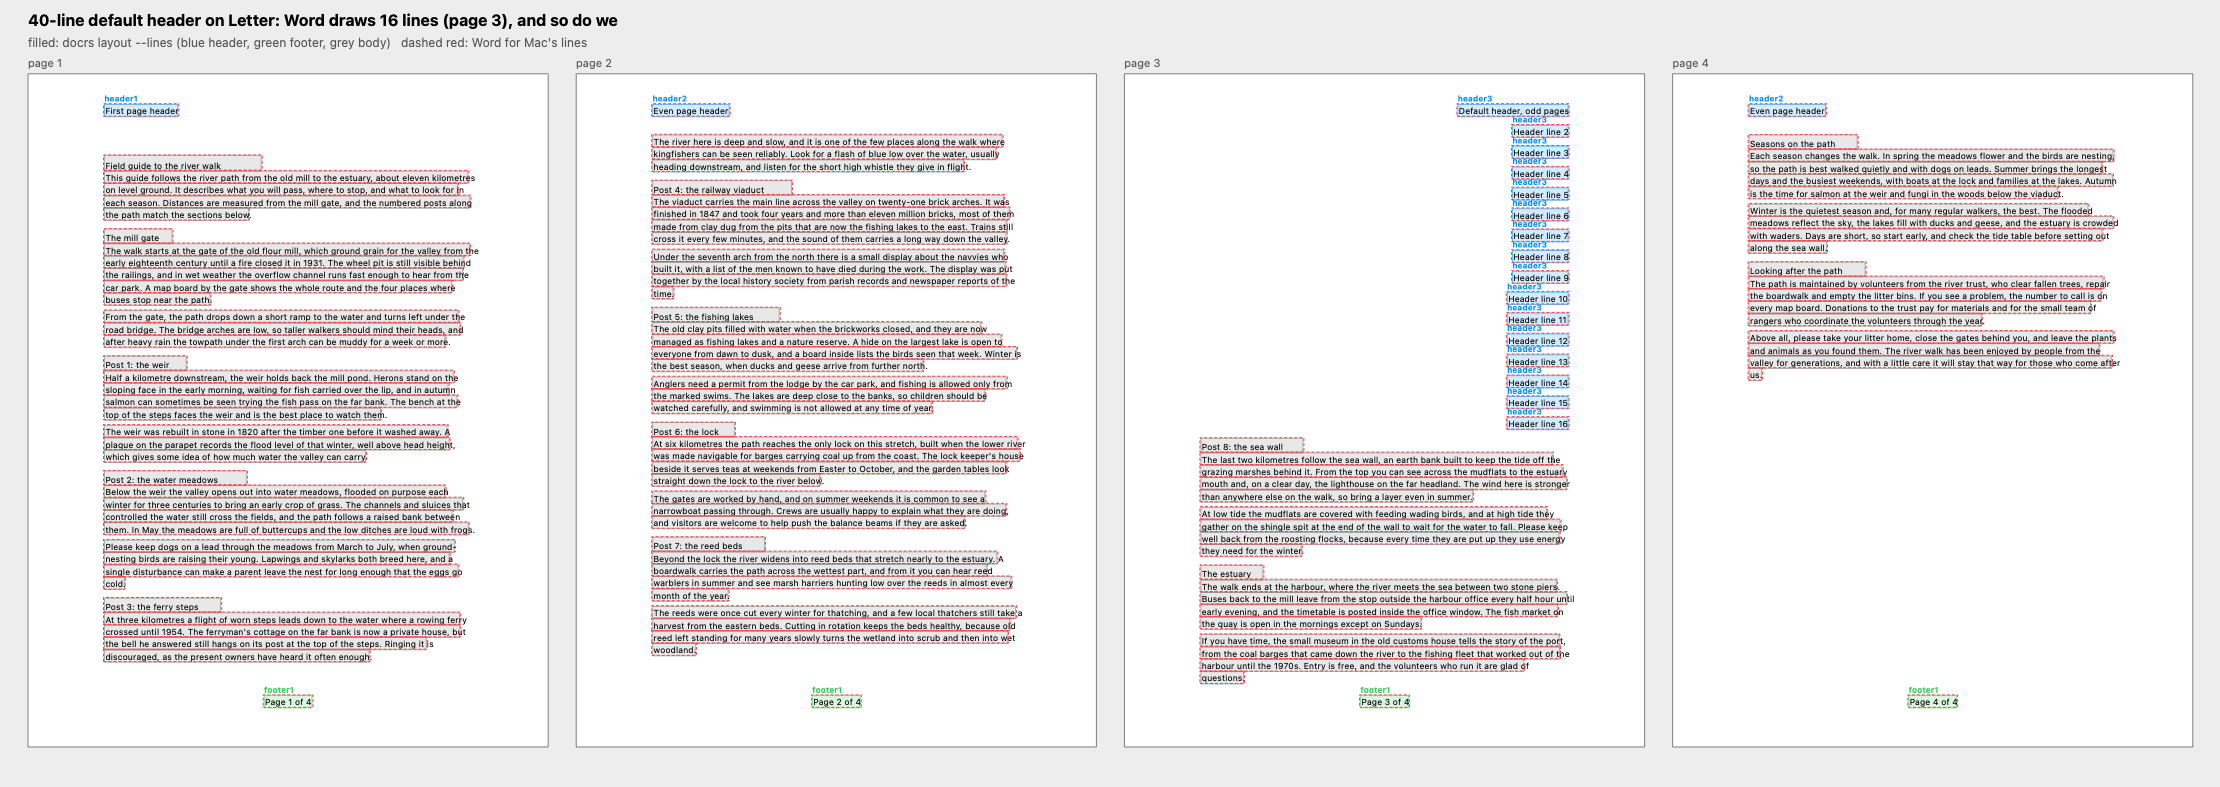 40-line default header on Letter: Word draws 16 lines (page 3), and so do we
filled: docrs layout --lines (blue header, green footer, grey body)   dashed red: Word for Mac's lines
page 1
header1
First page header
Field guide to the river walk
This guide follows the river path from the old mill to the estuary, about eleven kilometres
on level ground. It describes what you will pass, where to stop, and what to look for in
each season. Distances are measured from the mill gate, and the numbered posts along
the path match the sections below.
The mill gate
The walk starts at the gate of the old flour mill, which ground grain for the valley from the
early eighteenth century until a fire closed it in 1931. The wheel pit is still visible behind
the railings, and in wet weather the overflow channel runs fast enough to hear from the
car park. A map board by the gate shows the whole route and the four places where
buses stop near the path.
From the gate, the path drops down a short ramp to the water and turns left under the
road bridge. The bridge arches are low, so taller walkers should mind their heads, and
after heavy rain the towpath under the first arch can be muddy for a week or more.
Post 1: the weir
Half a kilometre downstream, the weir holds back the mill pond. Herons stand on the
sloping face in the early morning, waiting for fish carried over the lip, and in autumn
salmon can sometimes be seen trying the fish pass on the far bank. The bench at the
top of the steps faces the weir and is the best place to watch them.
The weir was rebuilt in stone in 1820 after the timber one before it washed away. A
plaque on the parapet records the flood level of that winter, well above head height,
which gives some idea of how much water the valley can carry.
Post 2: the water meadows
Below the weir the valley opens out into water meadows, flooded on purpose each
winter for three centuries to bring an early crop of grass. The channels and sluices that
controlled the water still cross the fields, and the path follows a raised bank between
them. In May the meadows are full of buttercups and the low ditches are loud with frogs.
Please keep dogs on a lead through the meadows from March to July, when ground-
nesting birds are raising their young. Lapwings and skylarks both breed here, and a
single disturbance can make a parent leave the nest for long enough that the eggs go
cold.
Post 3: the ferry steps
At three kilometres a flight of worn steps leads down to the water where a rowing ferry
crossed until 1954. The ferryman's cottage on the far bank is now a private house, but
the bell he answered still hangs on its post at the top of the steps. Ringing it is
discouraged, as the present owners have heard it often enough.
footer1
Page 1 of 4
page 2
header2
Even page header
The river here is deep and slow, and it is one of the few places along the walk where
kingfishers can be seen reliably. Look for a flash of blue low over the water, usually
heading downstream, and listen for the short high whistle they give in flight.
Post 4: the railway viaduct
The viaduct carries the main line across the valley on twenty-one brick arches. It was
finished in 1847 and took four years and more than eleven million bricks, most of them
made from clay dug from the pits that are now the fishing lakes to the east. Trains still
cross it every few minutes, and the sound of them carries a long way down the valley.
Under the seventh arch from the north there is a small display about the navvies who
built it, with a list of the men known to have died during the work. The display was put
together by the local history society from parish records and newspaper reports of the
time.
Post 5: the fishing lakes
The old clay pits filled with water when the brickworks closed, and they are now
managed as fishing lakes and a nature reserve. A hide on the largest lake is open to
everyone from dawn to dusk, and a board inside lists the birds seen that week. Winter is
the best season, when ducks and geese arrive from further north.
Anglers need a permit from the lodge by the car park, and fishing is allowed only from
the marked swims. The lakes are deep close to the banks, so children should be
watched carefully, and swimming is not allowed at any time of year.
Post 6: the lock
At six kilometres the path reaches the only lock on this stretch, built when the lower river
was made navigable for barges carrying coal up from the coast. The lock keeper's house
beside it serves teas at weekends from Easter to October, and the garden tables look
straight down the lock to the river below.
The gates are worked by hand, and on summer weekends it is common to see a
narrowboat passing through. Crews are usually happy to explain what they are doing,
and visitors are welcome to help push the balance beams if they are asked.
Post 7: the reed beds
Beyond the lock the river widens into reed beds that stretch nearly to the estuary. A
boardwalk carries the path across the wettest part, and from it you can hear reed
warblers in summer and see marsh harriers hunting low over the reeds in almost every
month of the year.
The reeds were once cut every winter for thatching, and a few local thatchers still take a
harvest from the eastern beds. Cutting in rotation keeps the beds healthy, because old
reed left standing for many years slowly turns the wetland into scrub and then into wet
woodland.
footer1
Page 2 of 4
page 3
header3
Default header, odd pages
header3
Header line 2
header3
Header line 3
header3
Header line 4
header3
Header line 5
header3
Header line 6
header3
Header line 7
header3
Header line 8
header3
Header line 9
header3
Header line 10
header3
Header line 11
header3
Header line 12
header3
Header line 13
header3
Header line 14
header3
Header line 15
header3
Header line 16
Post 8: the sea wall
The last two kilometres follow the sea wall, an earth bank built to keep the tide off the
grazing marshes behind it. From the top you can see across the mudflats to the estuary
mouth and, on a clear day, the lighthouse on the far headland. The wind here is stronger
than anywhere else on the walk, so bring a layer even in summer.
At low tide the mudflats are covered with feeding wading birds, and at high tide they
gather on the shingle spit at the end of the wall to wait for the water to fall. Please keep
well back from the roosting flocks, because every time they are put up they use energy
they need for the winter.
The estuary
The walk ends at the harbour, where the river meets the sea between two stone piers.
Buses back to the mill leave from the stop outside the harbour office every half hour until
early evening, and the timetable is posted inside the office window. The fish market on
the quay is open in the mornings except on Sundays.
If you have time, the small museum in the old customs house tells the story of the port,
from the coal barges that came down the river to the fishing fleet that worked out of the
harbour until the 1970s. Entry is free, and the volunteers who run it are glad of
questions.
footer1
Page 3 of 4
page 4
header2
Even page header
Seasons on the path
Each season changes the walk. In spring the meadows flower and the birds are nesting,
so the path is best walked quietly and with dogs on leads. Summer brings the longest
days and the busiest weekends, with boats at the lock and families at the lakes. Autumn
is the time for salmon at the weir and fungi in the woods below the viaduct.
Winter is the quietest season and, for many regular walkers, the best. The flooded
meadows reflect the sky, the lakes fill with ducks and geese, and the estuary is crowded
with waders. Days are short, so start early, and check the tide table before setting out
along the sea wall.
Looking after the path
The path is maintained by volunteers from the river trust, who clear fallen trees, repair
the boardwalk and empty the litter bins. If you see a problem, the number to call is on
every map board. Donations to the trust pay for materials and for the small team of
rangers who coordinate the volunteers through the year.
Above all, please take your litter home, close the gates behind you, and leave the plants
and animals as you found them. The river walk has been enjoyed by people from the
valley for generations, and with a little care it will stay that way for those who come after
us.
footer1
Page 4 of 4